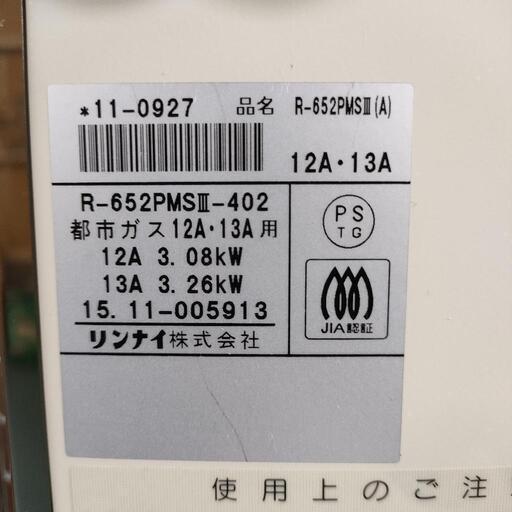 *11-0927 品名 R-652PMSⅢ(A)
12A・13A
R-652PMSⅢ-402
都市ガス12A・13A用
12A 3.08kW
13A 3.26kW
15.11-005913
リンナイ株式会社
PS
TG
JIA認証
使用上のご注